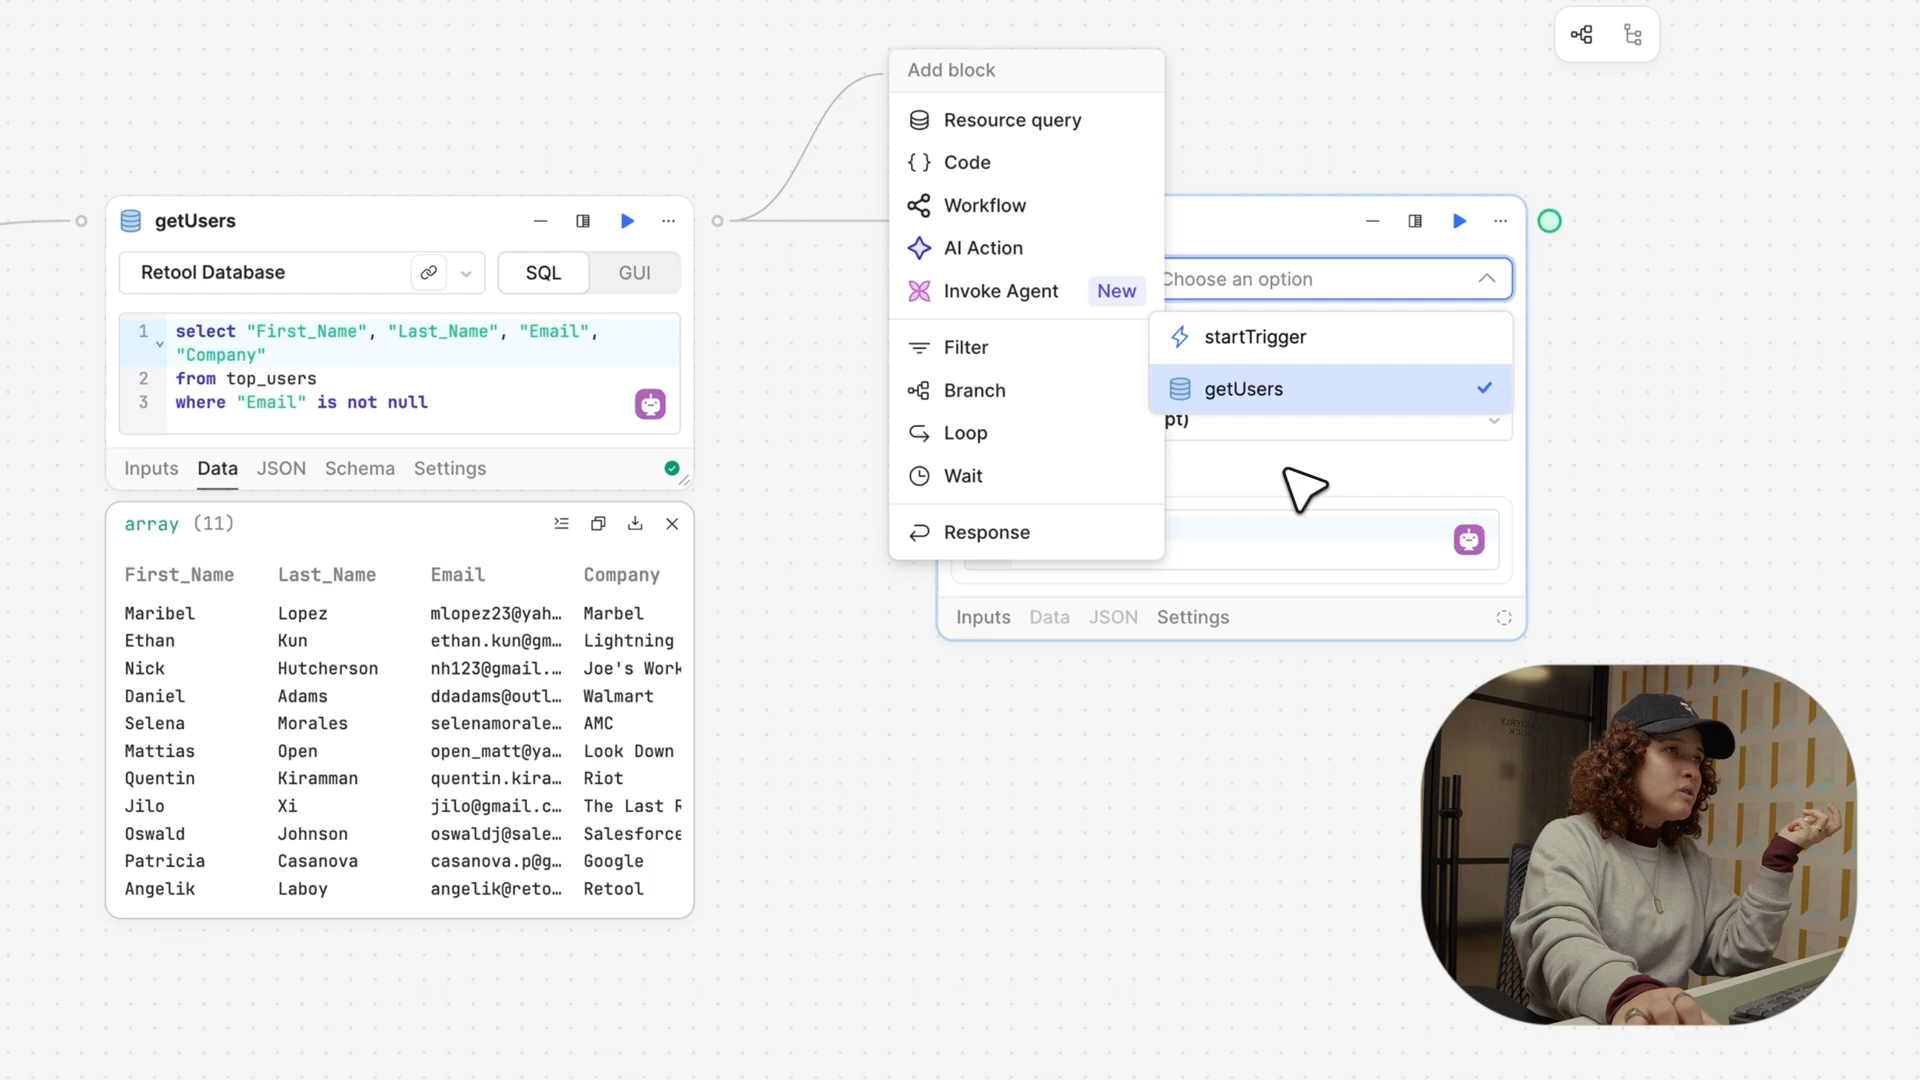 getUsers
Retool Database
SQL
GUI
1 select "First_Name", "Last_Name", "Email",
"Company"
2 from top_users
3 where "Email" is not null
Inputs Data JSON Schema Settings
array (11)
First_Name Last_Name Email Company
Maribel Lopez mlopez23@yah… Marbel
Ethan Kun ethan.kun@gm… Lightning
Nick Hutcherson nh123@gmail.… Joe's Work
Daniel Adams ddadams@outl… Walmart
Selena Morales selenamorale… AMC
Mattias Open open_matt@ya… Look Down
Quentin Kiramman quentin.kira… Riot
Jilo Xi jilo@gmail.c… The Last R
Oswald Johnson oswaldj@sale… Salesforce
Patricia Casanova casanova.p@g… Google
Angelik Laboy angelik@reto… Retool
Add block
Resource query
Code
Workflow
AI Action
Invoke Agent New
Filter
Branch
Loop
Wait
Response
Choose an option
startTrigger
getUsers
pt)
Inputs Data JSON Settings